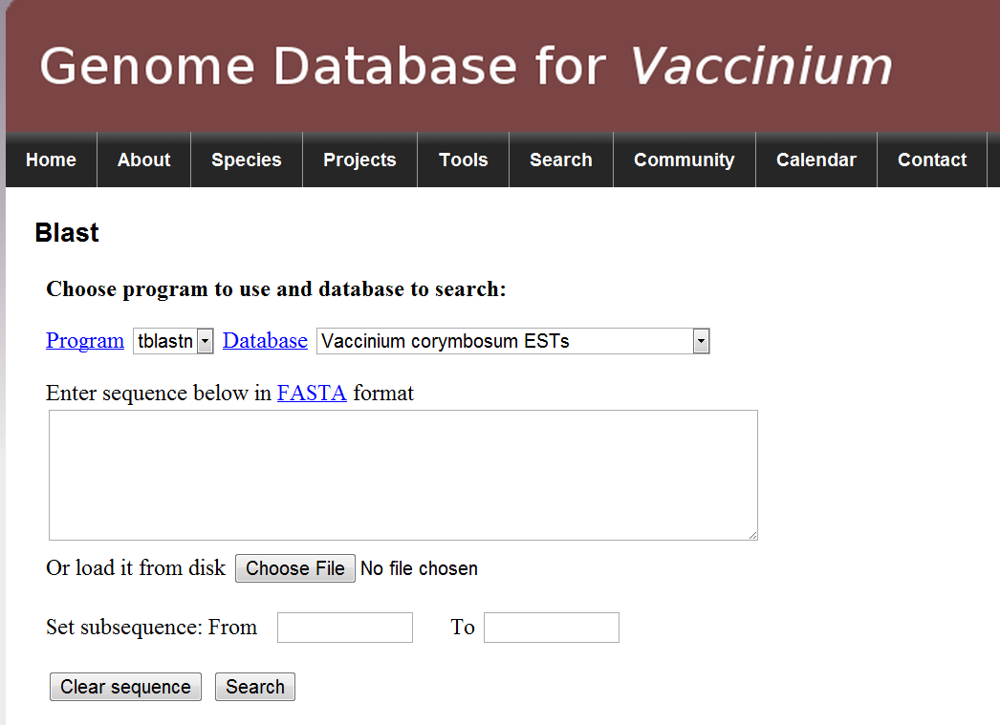 Genome Database for Vaccinium
Home About Species Projects Tools Search Community Calendar Contact
Blast
Choose program to use and database to search:
Program tblastn Database Vaccinium corymbosum ESTs
Enter sequence below in FASTA format
Or load it from disk Choose File No file chosen
Set subsequence: From To
Clear sequence Search